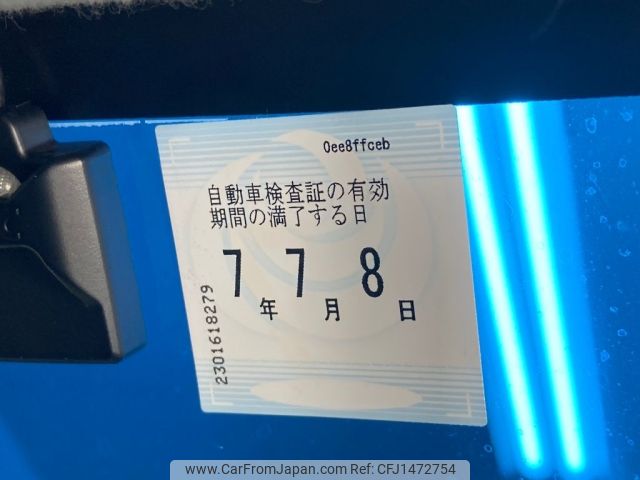 0ee8ffceb
自動車検査証の有効
期間の満了する日
7年7月8日
2301618279
www.CarFromJapan.com ID:CFJ1472754